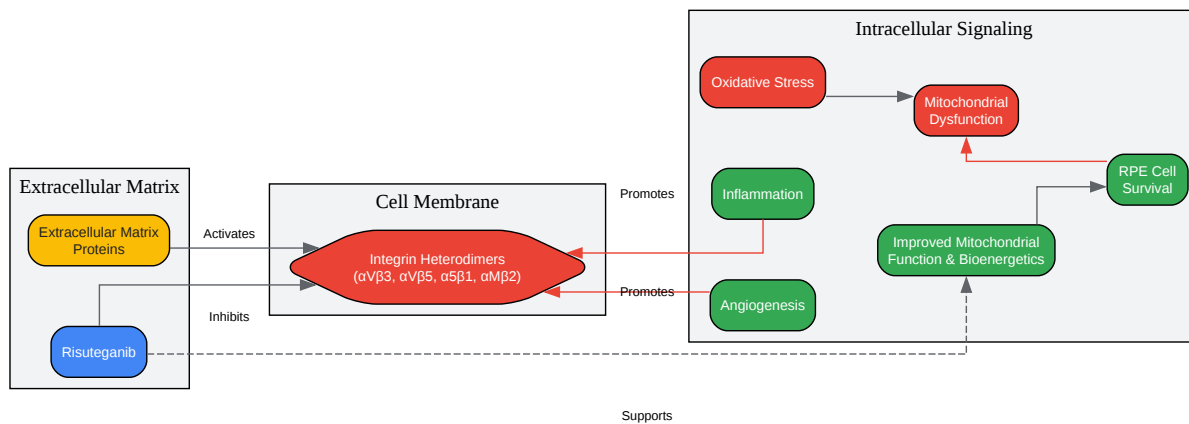 Intracellular Signaling
Oxidative Stress
Mitochondrial
Dysfunction
Extracellular Matrix
Extracellular Matrix
Proteins
Activates
Risuteganib
Inhibits
Cell Membrane
Integrin Heterodimers
(αVβ3, αVβ5, α5β1, αMβ2)
Promotes
Promotes
Inflammation
Angiogenesis
RPE Cell
Survival
Improved Mitochondrial
Function & Bioenergetics
Supports